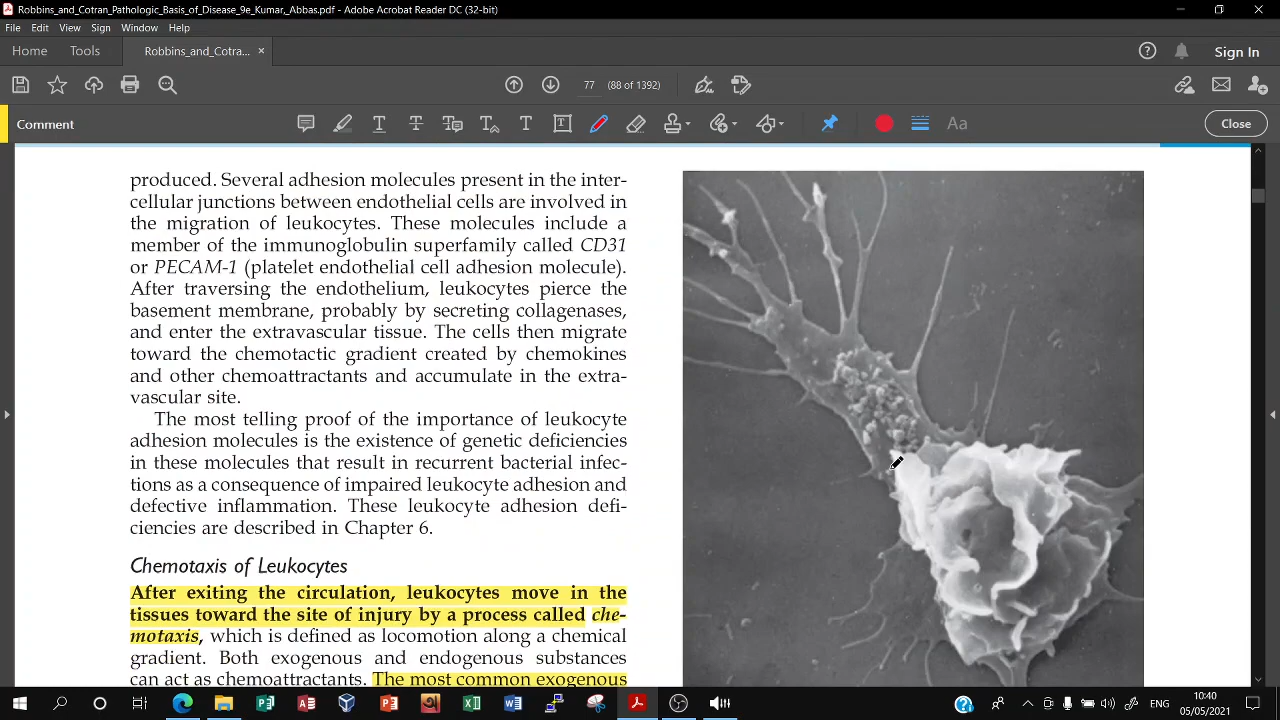 Robbins_and_Cotran_Pathologic_Basis_of_Disease_9e_Kumar_Abbas.pdf - Adobe Acrobat Reader DC (32-bit)
File Edit View Sign Window Help
Home Tools Robbins_and_Cotra... × Sign In
77 (88 of 1392)
Comment Aa Close
produced. Several adhesion molecules present in the inter-
cellular junctions between endothelial cells are involved in
the migration of leukocytes. These molecules include a
member of the immunoglobulin superfamily called CD31
or PECAM-1 (platelet endothelial cell adhesion molecule).
After traversing the endothelium, leukocytes pierce the
basement membrane, probably by secreting collagenases,
and enter the extravascular tissue. The cells then migrate
toward the chemotactic gradient created by chemokines
and other chemoattractants and accumulate in the extra-
vascular site.
The most telling proof of the importance of leukocyte
adhesion molecules is the existence of genetic deficiencies
in these molecules that result in recurrent bacterial infec-
tions as a consequence of impaired leukocyte adhesion and
defective inflammation. These leukocyte adhesion defi-
ciencies are described in Chapter 6.
Chemotaxis of Leukocytes
After exiting the circulation, leukocytes move in the
tissues toward the site of injury by a process called che-
motaxis, which is defined as locomotion along a chemical
gradient. Both exogenous and endogenous substances
can act as chemoattractants. The most common exogenous
ENG 10:40
05/05/2021